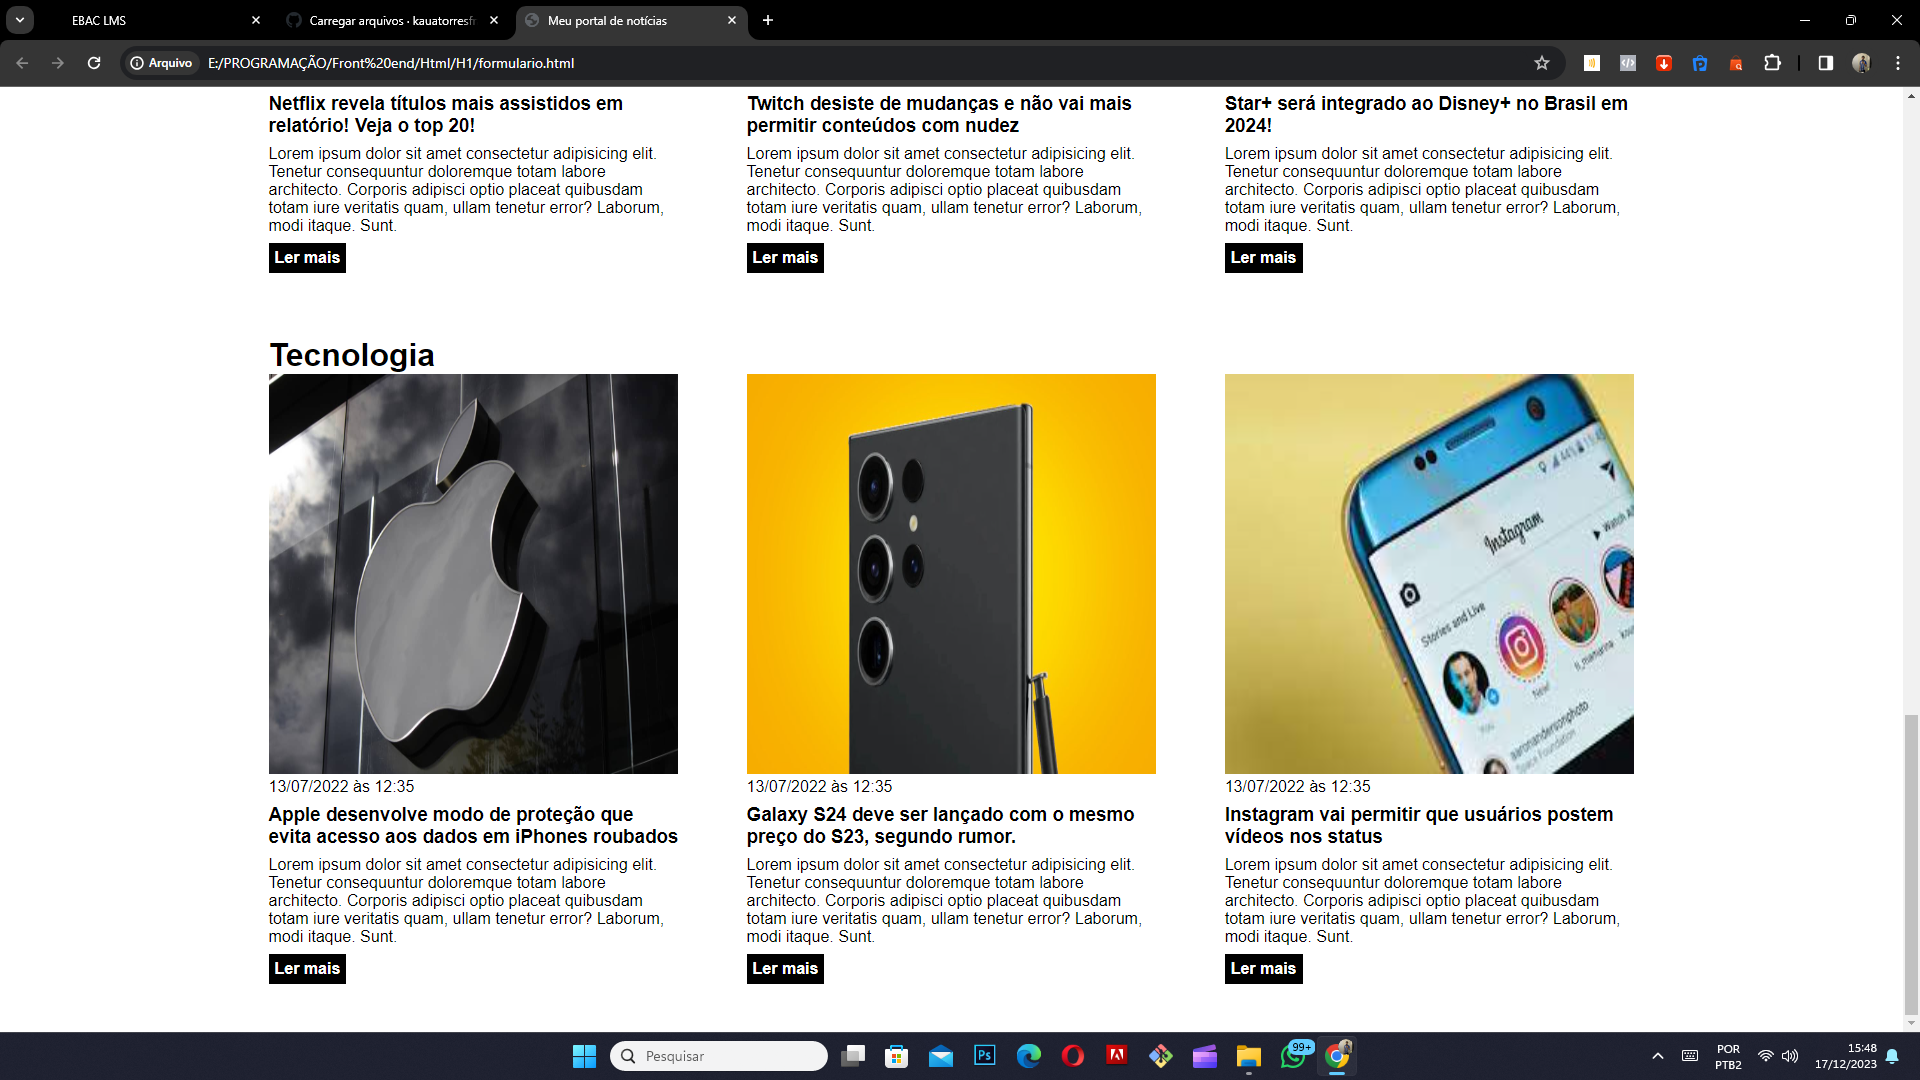 EBAC LMS
Carregar arquivos · kauatorresfr
Meu portal de notícias
Arquivo
E:/PROGRAMAÇÃO/Front%20end/Html/H1/formulario.html
Netflix revela títulos mais assistidos em
relatório! Veja o top 20!
Lorem ipsum dolor sit amet consectetur adipisicing elit.
Tenetur consequuntur doloremque totam labore
architecto. Corporis adipisci optio placeat quibusdam
totam iure veritatis quam, ullam tenetur error? Laborum,
modi itaque. Sunt.
Ler mais
Twitch desiste de mudanças e não vai mais
permitir conteúdos com nudez
Lorem ipsum dolor sit amet consectetur adipisicing elit.
Tenetur consequuntur doloremque totam labore
architecto. Corporis adipisci optio placeat quibusdam
totam iure veritatis quam, ullam tenetur error? Laborum,
modi itaque. Sunt.
Ler mais
Star+ será integrado ao Disney+ no Brasil em
2024!
Lorem ipsum dolor sit amet consectetur adipisicing elit.
Tenetur consequuntur doloremque totam labore
architecto. Corporis adipisci optio placeat quibusdam
totam iure veritatis quam, ullam tenetur error? Laborum,
modi itaque. Sunt.
Ler mais
Tecnologia
13/07/2022 às 12:35
Apple desenvolve modo de proteção que
evita acesso aos dados em iPhones roubados
Lorem ipsum dolor sit amet consectetur adipisicing elit.
Tenetur consequuntur doloremque totam labore
architecto. Corporis adipisci optio placeat quibusdam
totam iure veritatis quam, ullam tenetur error? Laborum,
modi itaque. Sunt.
Ler mais
13/07/2022 às 12:35
Galaxy S24 deve ser lançado com o mesmo
preço do S23, segundo rumor.
Lorem ipsum dolor sit amet consectetur adipisicing elit.
Tenetur consequuntur doloremque totam labore
architecto. Corporis adipisci optio placeat quibusdam
totam iure veritatis quam, ullam tenetur error? Laborum,
modi itaque. Sunt.
Ler mais
44% 15:45
Instagram
Watch
Stories and Live
You
New!
aaronandersonphoto
Space Foundation
13/07/2022 às 12:35
Instagram vai permitir que usuários postem
vídeos nos status
Lorem ipsum dolor sit amet consectetur adipisicing elit.
Tenetur consequuntur doloremque totam labore
architecto. Corporis adipisci optio placeat quibusdam
totam iure veritatis quam, ullam tenetur error? Laborum,
modi itaque. Sunt.
Ler mais
Pesquisar
Ps
99+
POR
PTB2
15:48
17/12/2023